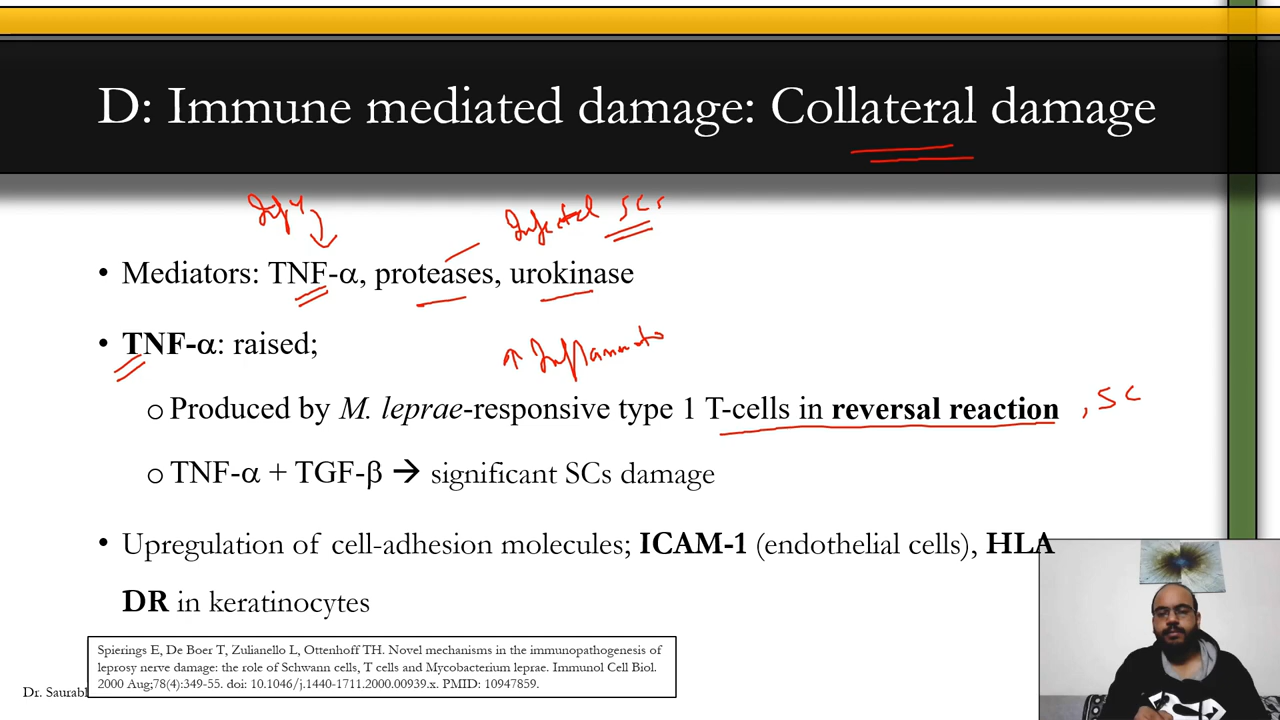 D: Immune mediated damage: Collateral damage
Infected SCs
• Mediators: TNF-α, proteases, urokinase
• TNF-α: raised;
↑ Inflammato
o Produced by M. leprae-responsive type 1 T-cells in reversal reaction , SC
o TNF-α + TGF-β → significant SCs damage
• Upregulation of cell-adhesion molecules; ICAM-1 (endothelial cells), HLA
DR in keratinocytes
Spierings E, De Boer T, Zulianello L, Ottenhoff TH. Novel mechanisms in the immunopathogenesis of
leprosy nerve damage: the role of Schwann cells, T cells and Mycobacterium leprae. Immunol Cell Biol.
2000 Aug;78(4):349-55. doi: 10.1046/j.1440-1711.2000.00939.x. PMID: 10947859.
Dr.